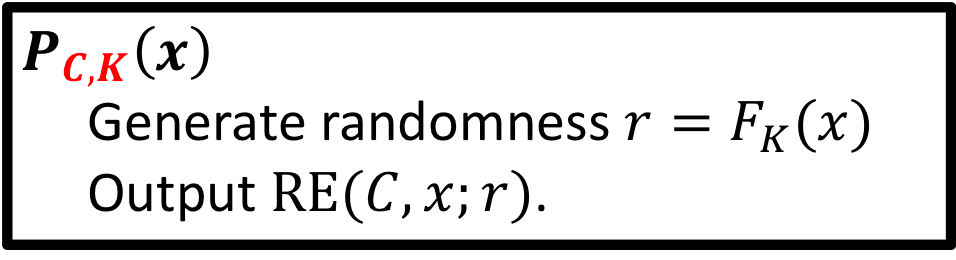 P_{C,K}(x)
Generate randomness r = F_K(x)
Output RE(C, x; r).